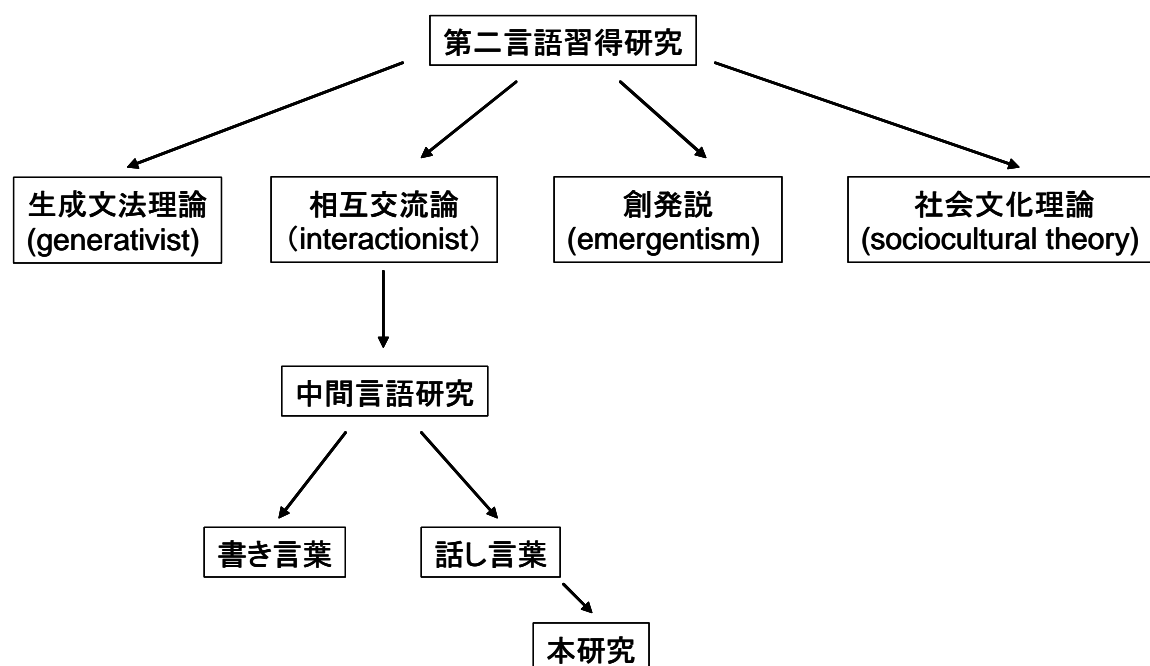 第二言語習得研究
生成文法理論
(generativist)
相互交流論
（interactionist）
創発説
(emergentism)
社会文化理論
(sociocultural theory)
中間言語研究
書き言葉
話し言葉
本研究